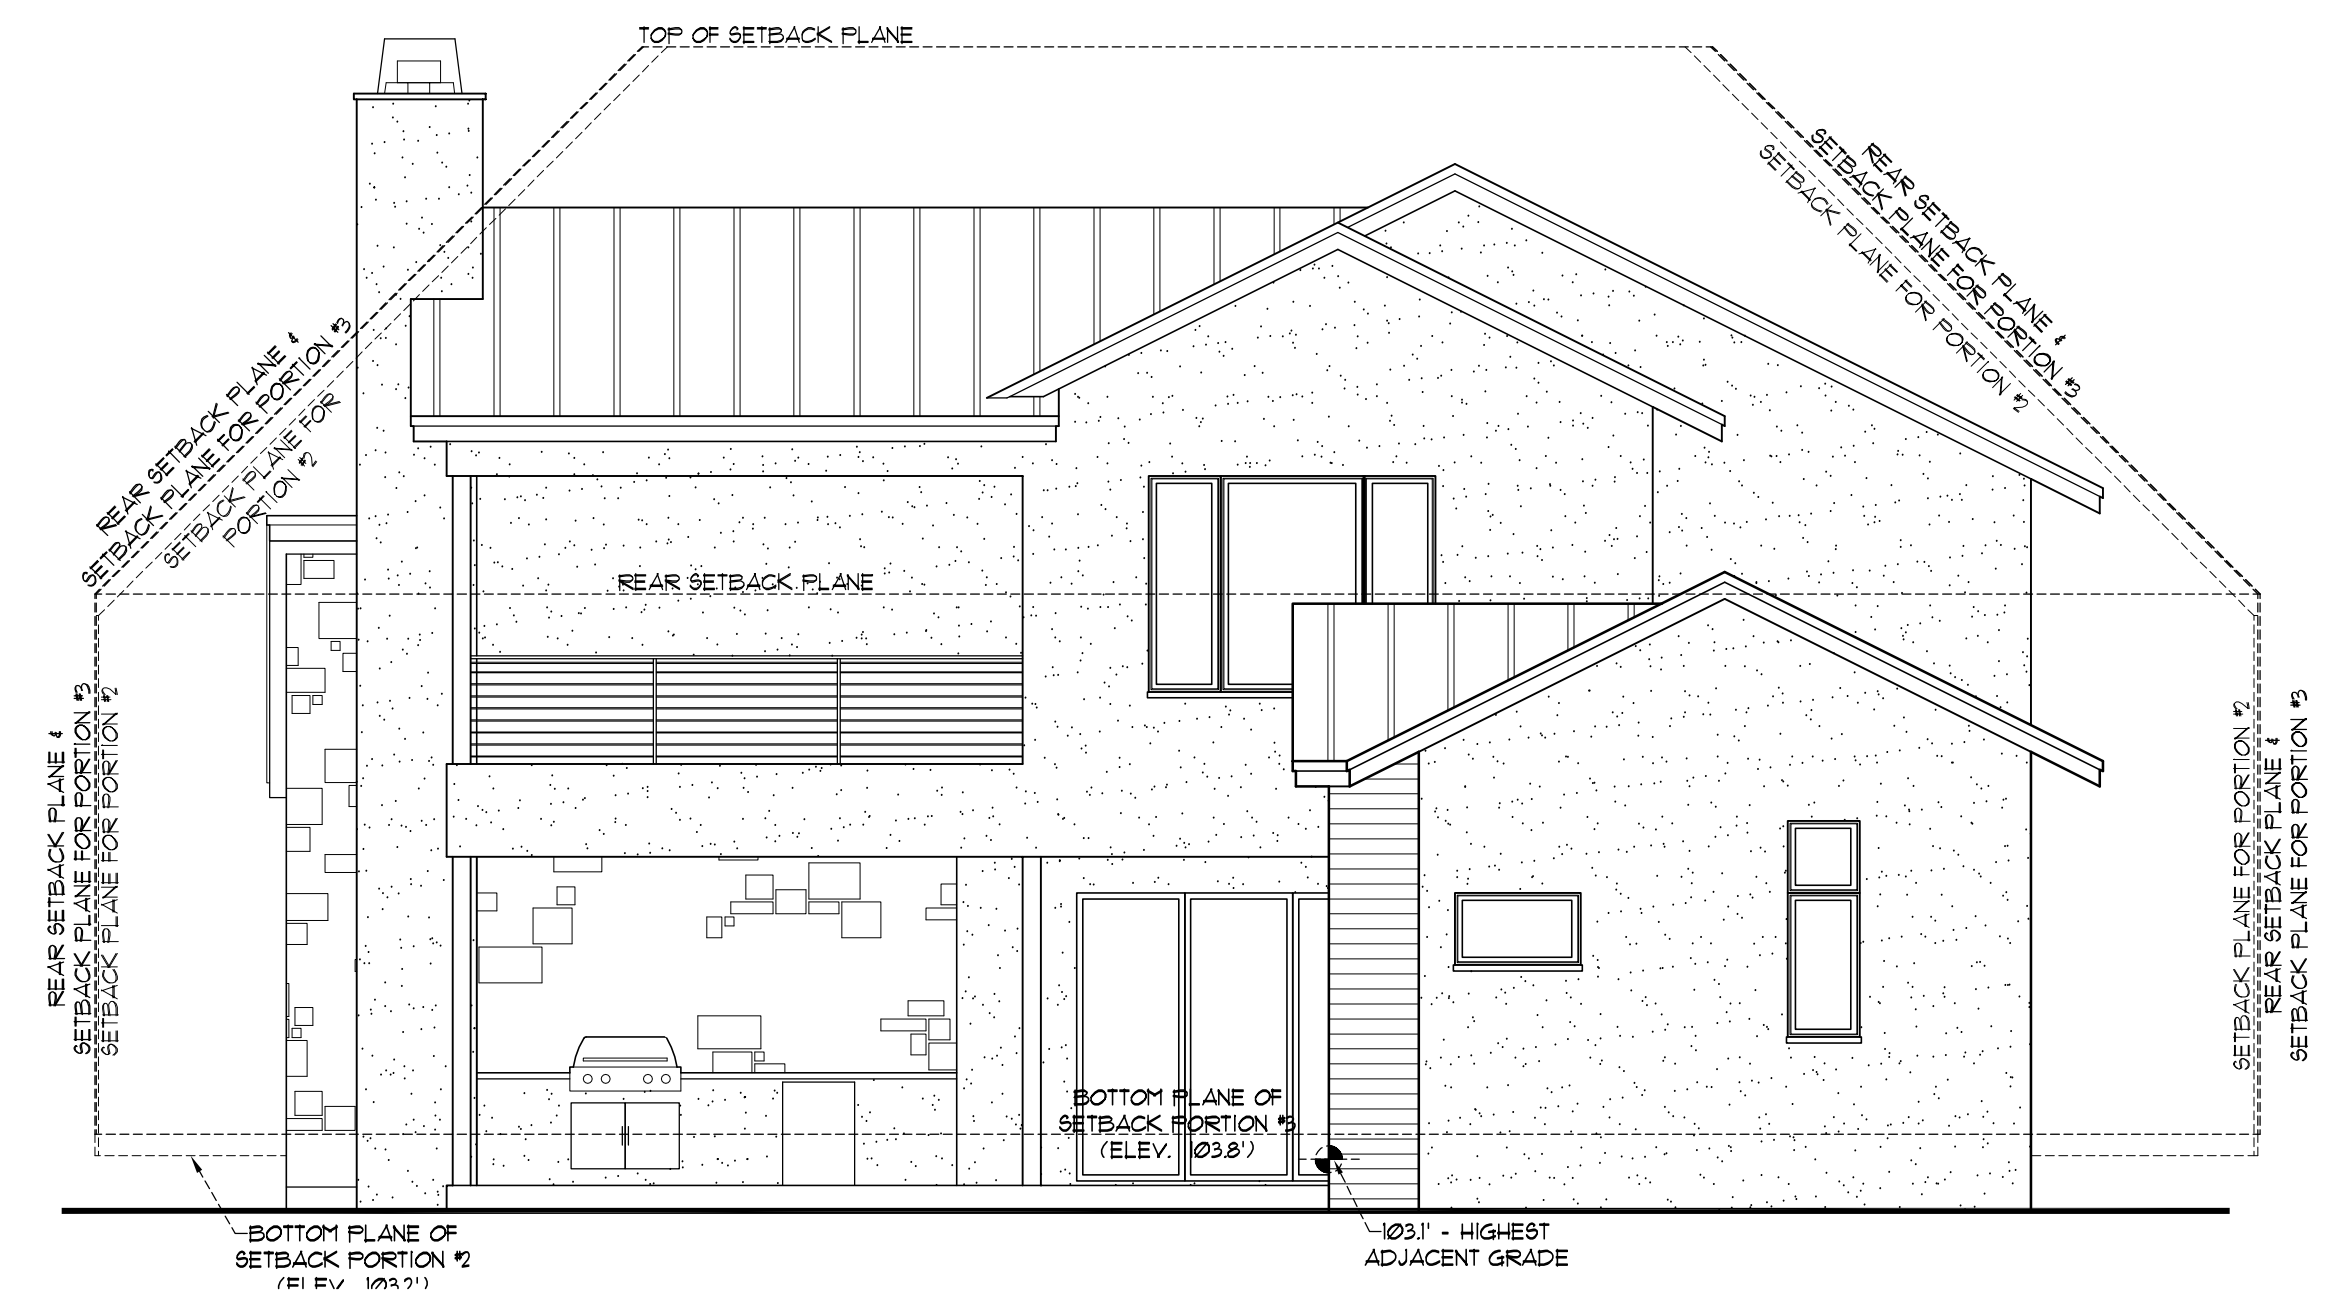 TOP OF SETBACK PLANE
REAR SETBACK PLANE &
SETBACK PLANE FOR PORTION #3
SETBACK PLANE FOR
PORTION #2
REAR SETBACK PLANE &
SETBACK PLANE FOR PORTION #3
SETBACK PLANE FOR PORTION #2
REAR SETBACK PLANE
REAR SETBACK PLANE &
SETBACK PLANE FOR PORTION #3
SETBACK PLANE FOR PORTION #2
SETBACK PLANE FOR PORTION #2
REAR SETBACK PLANE &
SETBACK PLANE FOR PORTION #3
BOTTOM PLANE OF
SETBACK PORTION #3
(ELEV. 103.8')
BOTTOM PLANE OF
SETBACK PORTION #2
(ELEV. 103.2')
103.1' - HIGHEST
ADJACENT GRADE